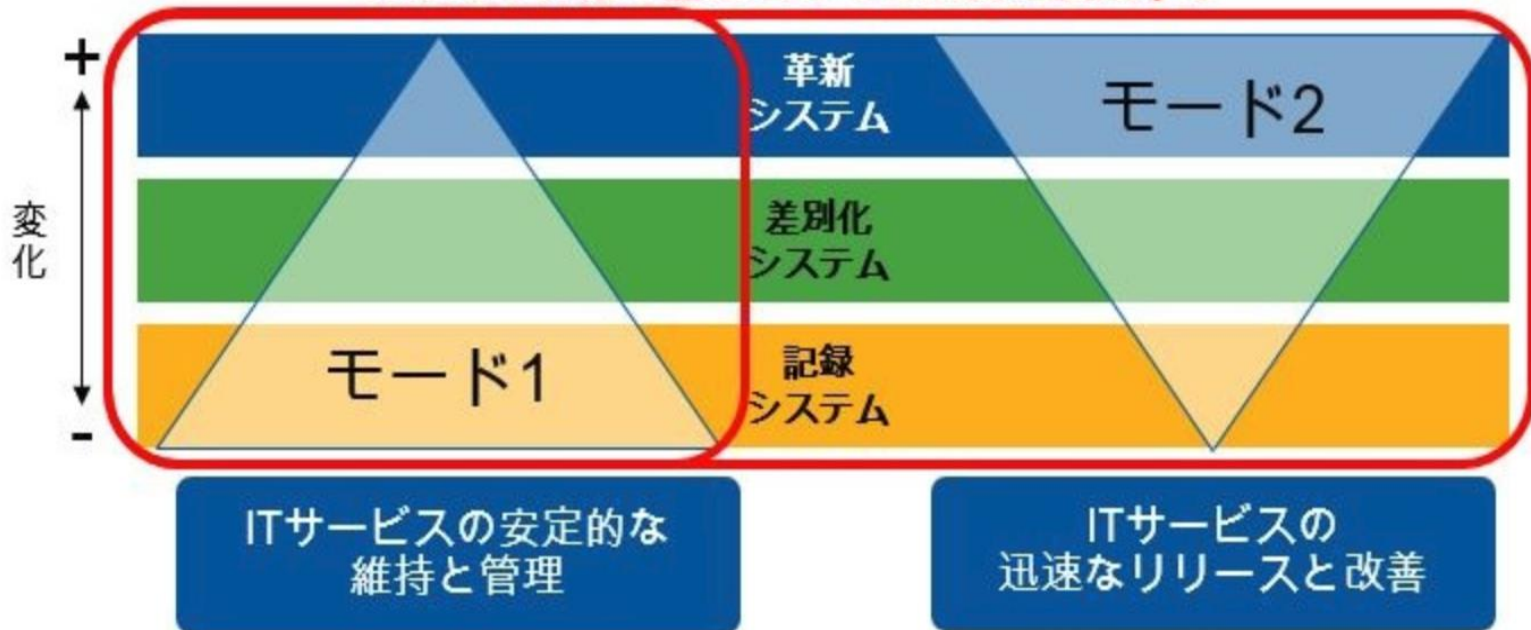 +
変化
-
革新
システム
モード2
差別化
システム
モード1
記録
システム
ITサービスの安定的な
維持と管理
ITサービスの
迅速なリリースと改善